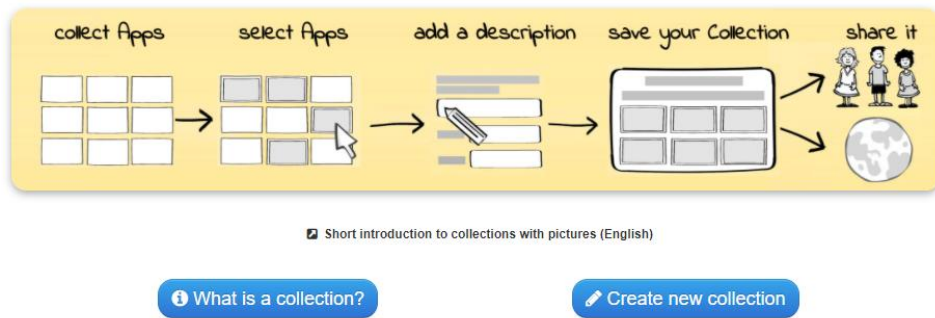 collect Apps
select Apps
add a description
save your Collection
share it
Short introduction to collections with pictures (English)
What is a collection?
Create new collection